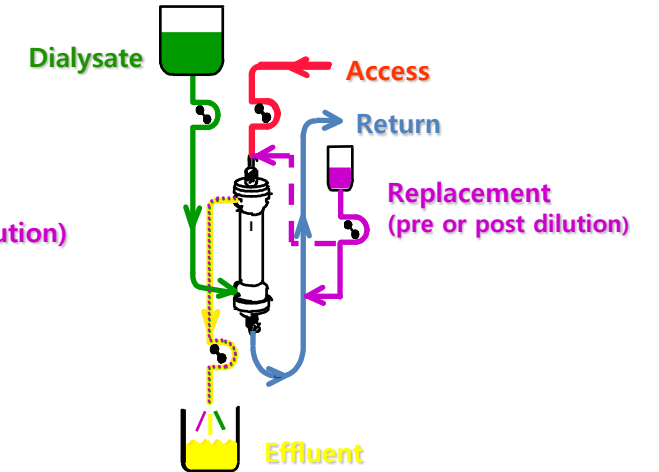 Dialysate
Access
Return
Replacement
(pre or post dilution)
ution)
Effluent